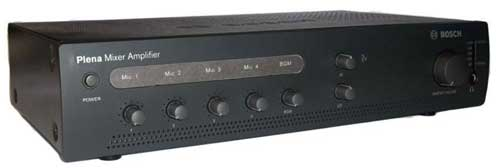 Plena Mixer Amplifier
BOSCH
Mic 1 Mic 2 Mic 3 Mic 4 BGM
POWER